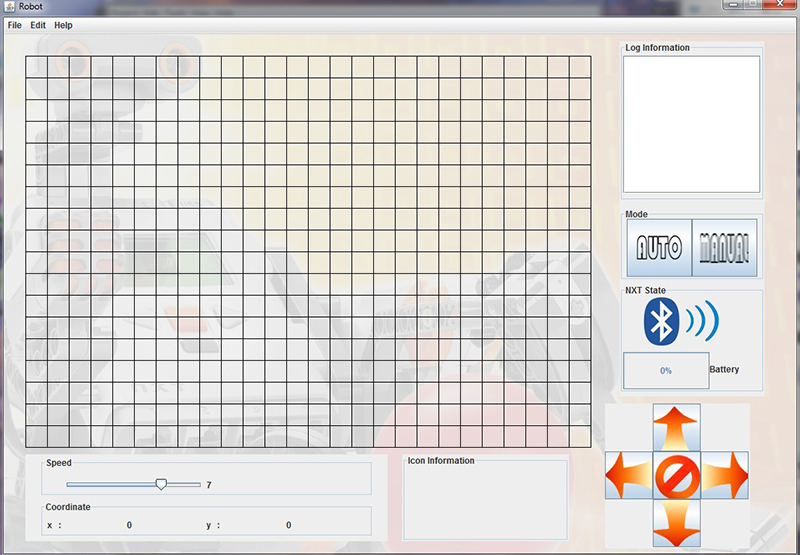 Robot
File Edit Help
Log Information
Mode
AUTO MANUAL
NXT State
0% Battery
Speed
7
Coordinate
x : 0 y : 0
Icon Information